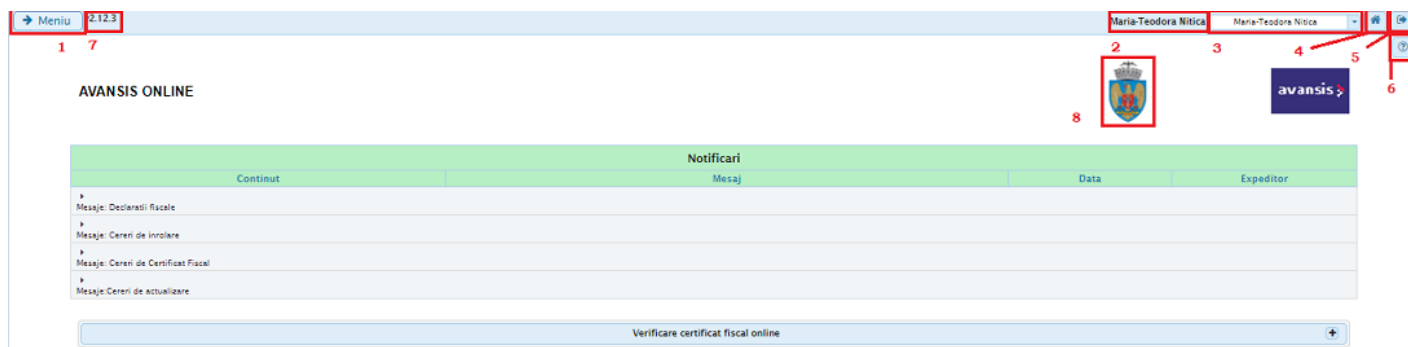 Meniu
v2.12.3
Maria-Teodora Nitica
Maria-Teodora Nitica
1
7
2
3
4
5
6
AVANSIS ONLINE
8
avansis
Notificari
Continut Mesaj Data Expeditor
Mesaje: Declaratii fiscale
Mesaje: Cereri de inrolare
Mesaje: Cereri de Certificat Fiscal
Mesaje:Cereri de actualizare
Verificare certificat fiscal online